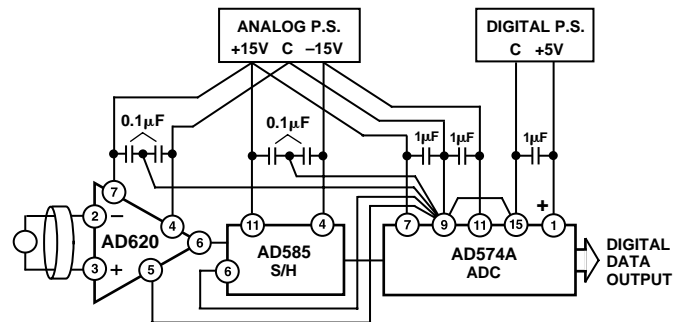 ANALOG P.S.
+15V C –15V
DIGITAL P.S.
C +5V
0.1µF
0.1µF
1µF
1µF
1µF
7
2
–
AD620
4
6
3
+
5
11
4
AD585
S/H
6
7
9
11
15
+
1
AD574A
ADC
DIGITAL
DATA
OUTPUT